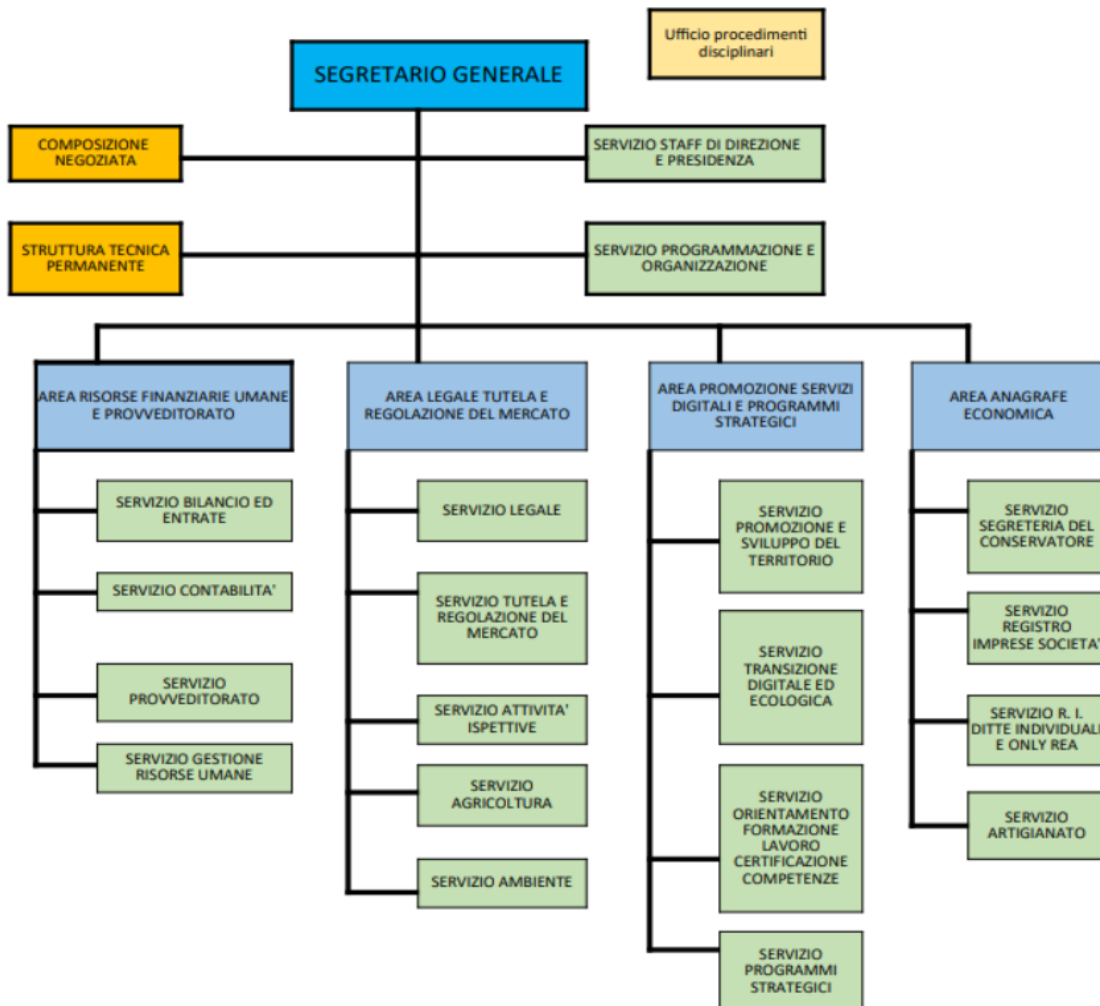 Ufficio procedimenti
disciplinari
SEGRETARIO GENERALE
COMPOSIZIONE
NEGOZIATA
SERVIZIO STAFF DI DIREZIONE
E PRESIDENZA
STRUTTURA TECNICA
PERMANENTE
SERVIZIO PROGRAMMAZIONE E
ORGANIZZAZIONE
AREA RISORSE FINANZIARIE UMANE
E PROVVEDITORATO
SERVIZIO BILANCIO ED
ENTRATE
SERVIZIO CONTABILITA'
SERVIZIO
PROVVEDITORATO
SERVIZIO GESTIONE
RISORSE UMANE
AREA LEGALE TUTELA E
REGOLAZIONE DEL MERCATO
SERVIZIO LEGALE
SERVIZIO TUTELA E
REGOLAZIONE DEL
MERCATO
SERVIZIO ATTIVITA'
ISPETTIVE
SERVIZIO
AGRICOLTURA
SERVIZIO AMBIENTE
AREA PROMOZIONE SERVIZI
DIGITALI E PROGRAMMI
STRATEGICI
SERVIZIO
PROMOZIONE E
SVILUPPO DEL
TERRITORIO
SERVIZIO
TRANSIZIONE
DIGITALE ED
ECOLOGICA
SERVIZIO
ORIENTAMENTO
FORMAZIONE
LAVORO
CERTIFICAZIONE
COMPETENZE
SERVIZIO
PROGRAMMI
STRATEGICI
AREA ANAGRAFE
ECONOMICA
SERVIZIO
SEGRETERIA DEL
CONSERVATORE
SERVIZIO
REGISTRO
IMPRESE SOCIETA'
SERVIZIO R. I.
DITTE INDIVIDUALI
E ONLY REA
SERVIZIO
ARTIGIANATO